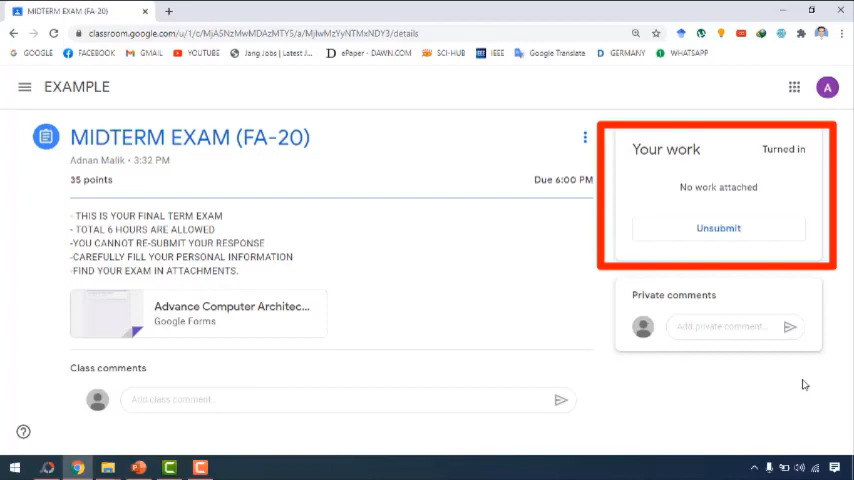 MIDTERM EXAM (FA-20)
classroom.google.com/u/1/c/MjA5NzMwMDAzMTY5/a/MjIwMzYyNTMxNDY3/details
GOOGLE
FACEBOOK
GMAIL
YOUTUBE
Jang Jobs | Latest J...
ePaper - DAWN.COM
SCI-HUB
IEEE
Google Translate
GERMANY
WHATSAPP
EXAMPLE
A
MIDTERM EXAM (FA-20)
Adnan Malik • 3:32 PM
35 points
Due 6:00 PM
- THIS IS YOUR FINAL TERM EXAM
- TOTAL 6 HOURS ARE ALLOWED
-YOU CANNOT RE-SUBMIT YOUR RESPONSE
-CAREFULLY FILL YOUR PERSONAL INFORMATION
-FIND YOUR EXAM IN ATTACHMENTS.
Advance Computer Architec...
Google Forms
Class comments
Add class comment...
Your work
Turned in
No work attached
Unsubmit
Private comments
Add private comment...